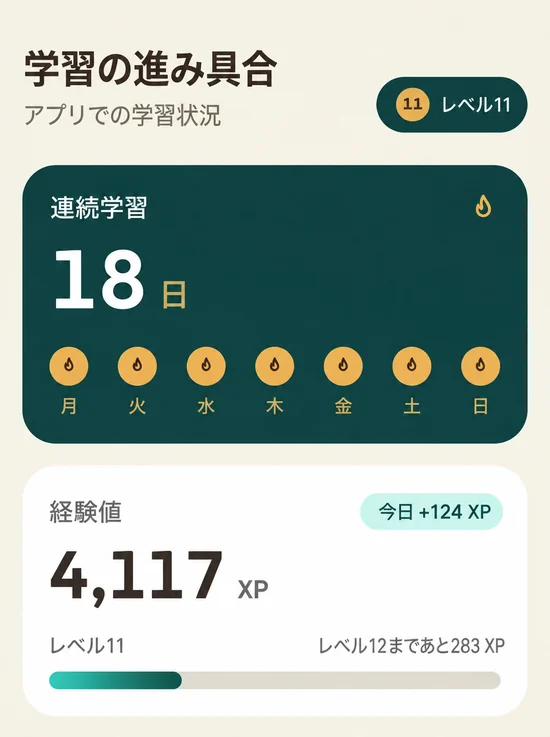 学習の進み具合
アプリでの学習状況
11 レベル11
連続学習
18 日
月 火 水 木 金 土 日
経験値
今日 +124 XP
4,117 XP
レベル11
レベル12まであと283 XP